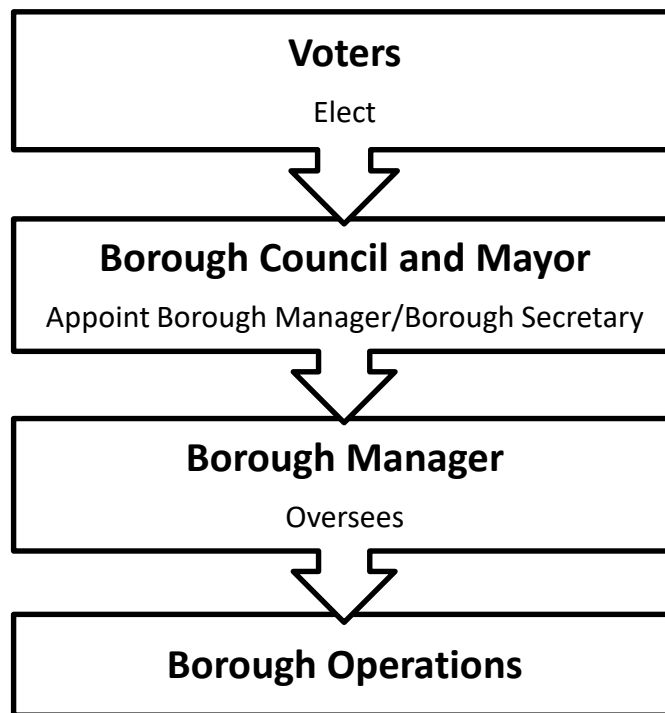 Voters
Elect
Borough Council and Mayor
Appoint Borough Manager/Borough Secretary
Borough Manager
Oversees
Borough Operations